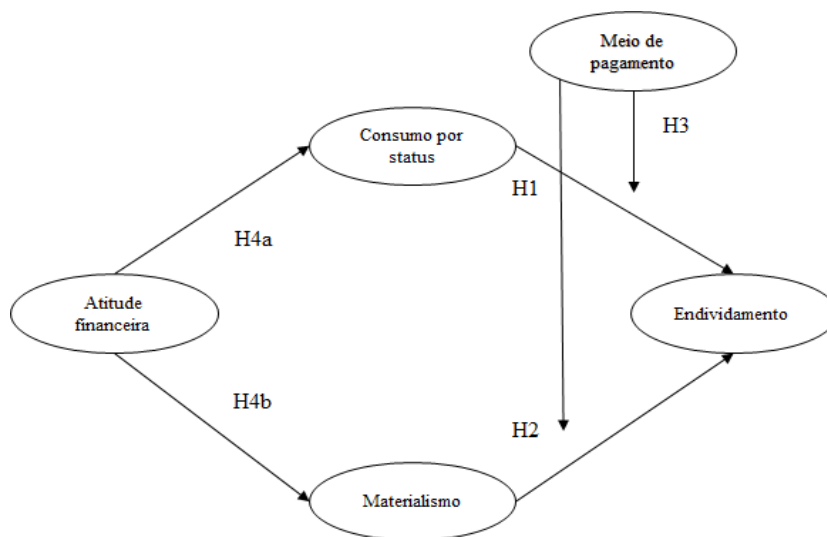 Meio de
pagamento
H3
Consumo por
status
H1
H4a
Atitude
financeira
Endividamento
H4b
H2
Materialismo